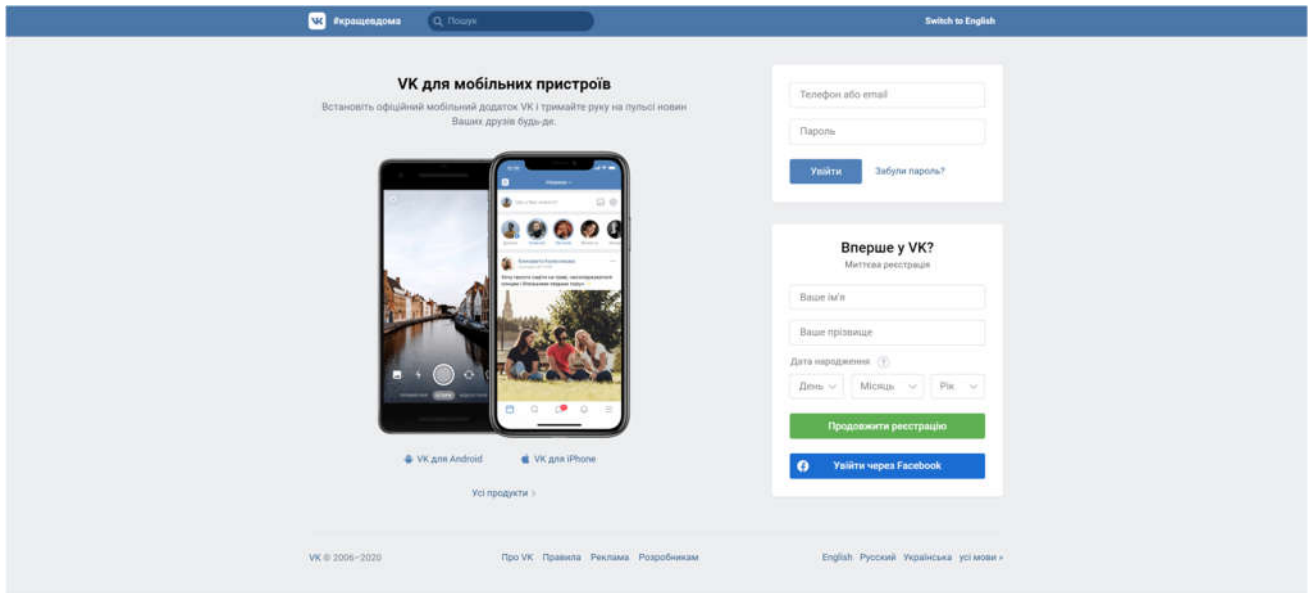 #кращевдома
Пошук
Switch to English
VK для мобільних пристроїв
Встановіть офіційний мобільний додаток VK і тримайте руку на пульсі новин
Ваших друзів будь-де.
VK для Android
VK для iPhone
Усі продукти
Телефон або email
Пароль
Увійти
Забули пароль?
Вперше у VK?
Миттєва реєстрація
Ваше ім'я
Ваше прізвище
Дата народження ?
День
Місяць
Рік
Продовжити реєстрацію
Увійти через Facebook
VK © 2006–2020
Про VK Правила Реклама Розробникам
English Русский Українська усі мови »